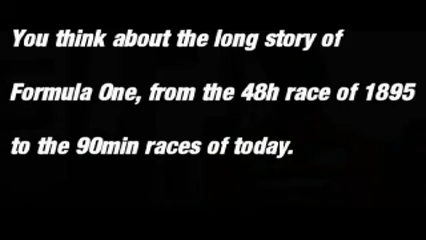 You think about the long story of
Formula One, from the 48h race of 1895
to the 90min races of today.